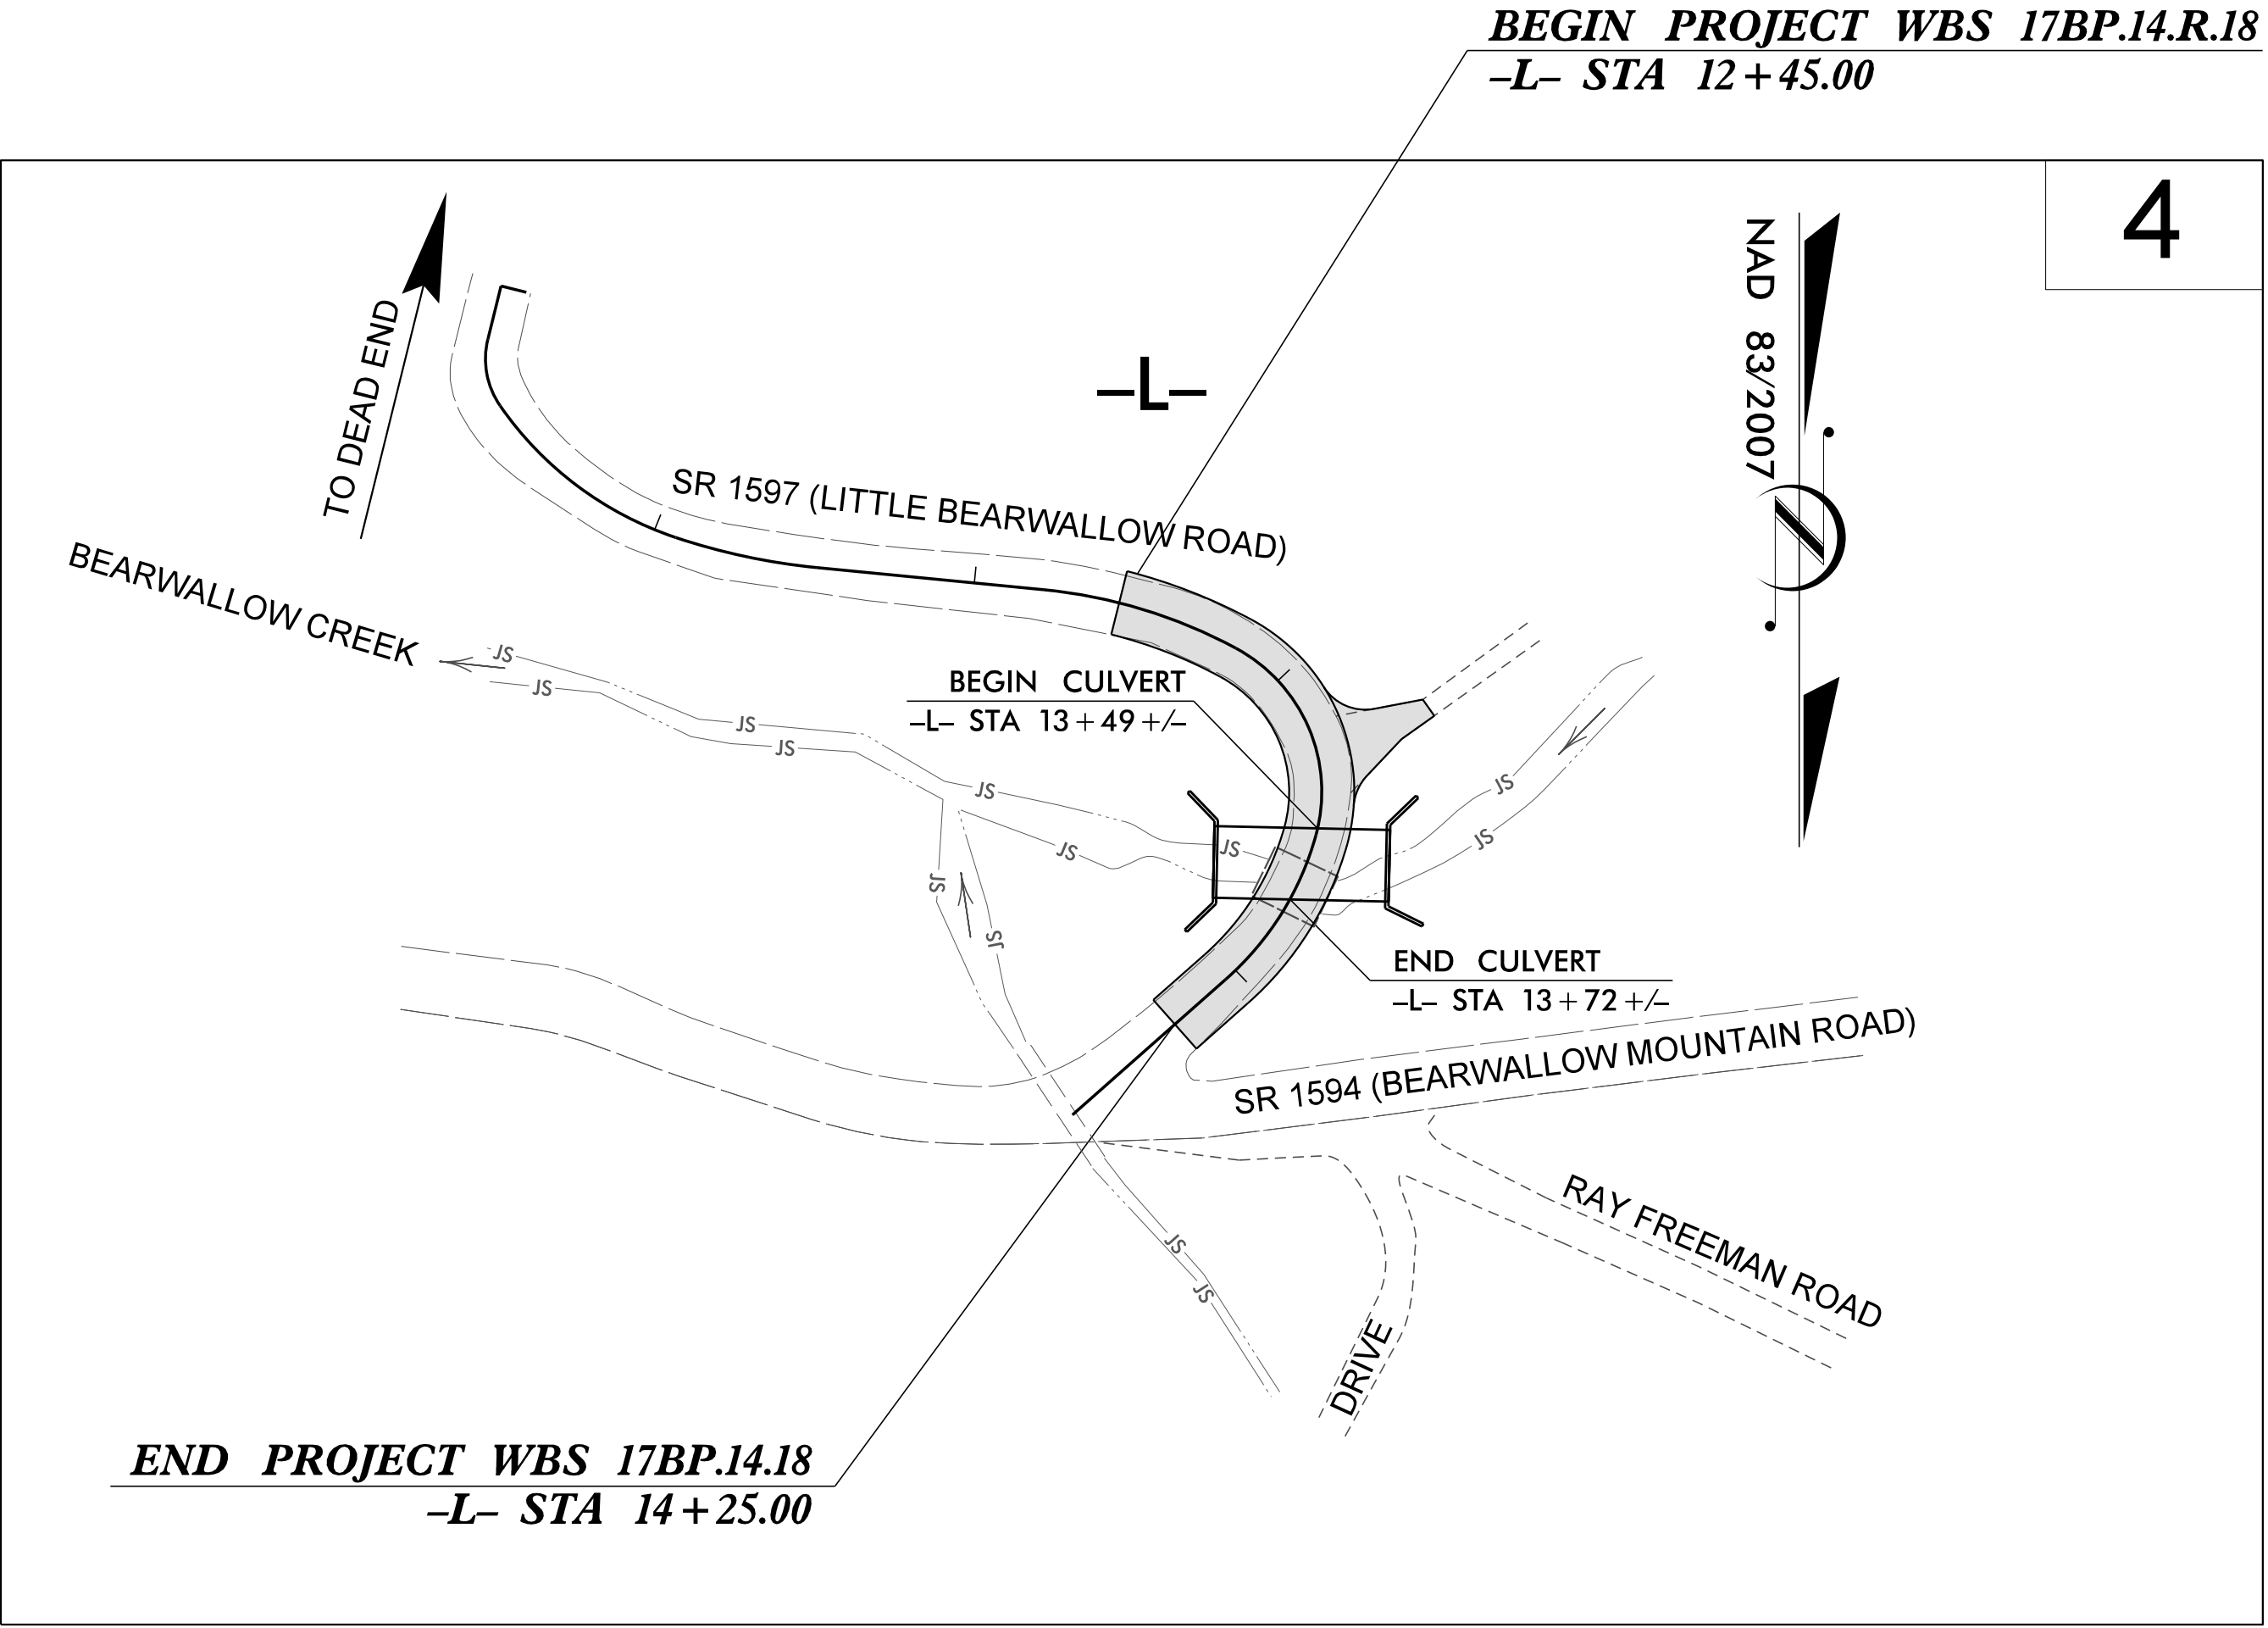 BEGIN PROJECT WBS 17BP.14.R.18
–L– STA 12+45.00
4
NAD 83/2007
N
TO DEAD END
–L–
SR 1597 (LITTLE BEARWALLOW ROAD)
BEARWALLOW CREEK
JS
JS
BEGIN CULVERT
–L– STA 13+49 +/–
JS
JS
JS
JS
JS
JS
JS
JS
JS
END CULVERT
–L– STA 13+72 +/–
SR 1594 (BEARWALLOW MOUNTAIN ROAD)
RAY FREEMAN ROAD
JS
JS
DRIVE
END PROJECT WBS 17BP.14.18
–L– STA 14+25.00